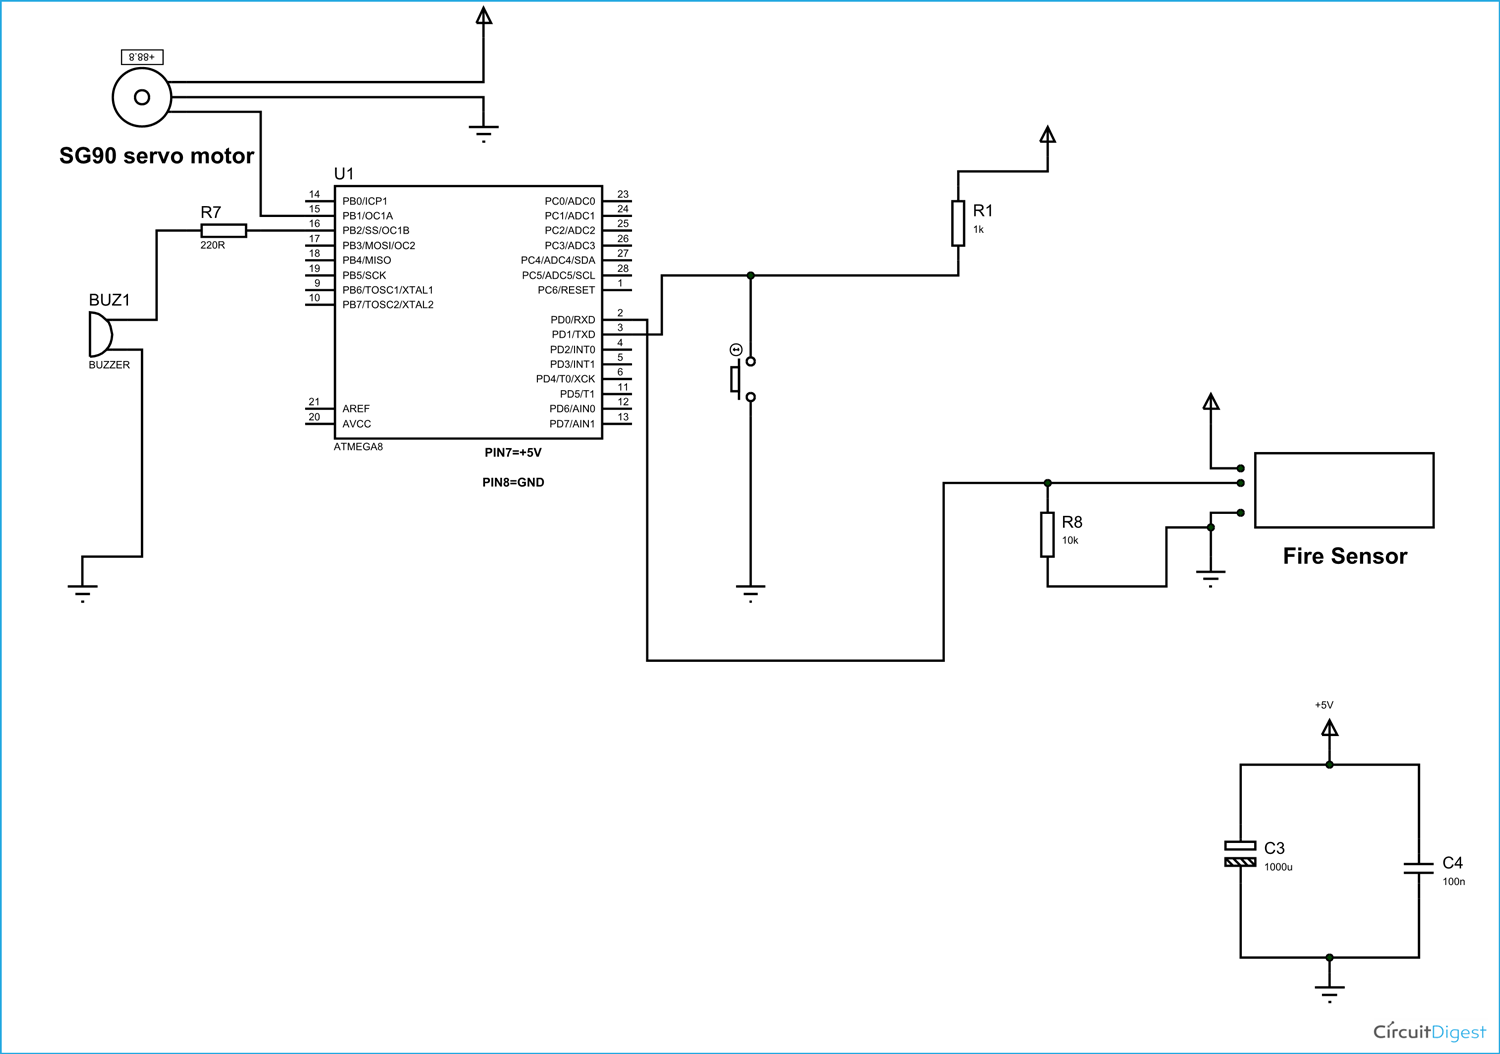 +88.8
SG90 servo motor
U1
R7
220R
BUZ1
BUZZER
14 PB0/ICP1
15 PB1/OC1A
16 PB2/SS/OC1B
17 PB3/MOSI/OC2
18 PB4/MISO
19 PB5/SCK
9 PB6/TOSC1/XTAL1
10 PB7/TOSC2/XTAL2
21 AREF
20 AVCC
PC0/ADC0 23
PC1/ADC1 24
PC2/ADC2 25
PC3/ADC3 26
PC4/ADC4/SDA 27
PC5/ADC5/SCL 28
PC6/RESET 1
PD0/RXD 2
PD1/TXD 3
PD2/INT0 4
PD3/INT1 5
PD4/T0/XCK 6
PD5/T1 11
PD6/AIN0 12
PD7/AIN1 13
ATMEGA8
PIN7=+5V
PIN8=GND
R1
1k
R8
10k
Fire Sensor
+5V
C3
1000u
C4
100n
CircuitDigest